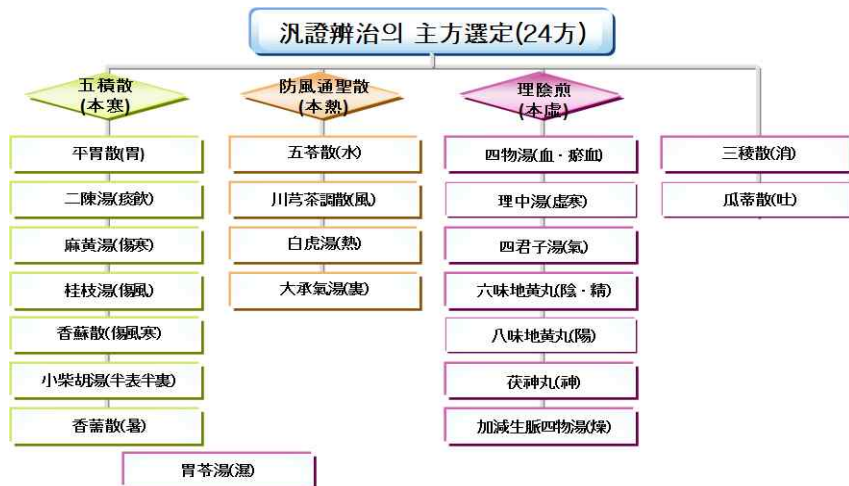 汎證辨治의 主方選定(24方)
五積散
(本寒)
防風通聖散
(本熱)
理陰煎
(本虛)
平胃散(胃)
二陳湯(痰飮)
麻黄湯(傷寒)
桂枝湯(傷風)
香蘇散(傷風寒)
小柴胡湯(半表半裏)
香薷散(暑)
胃苓湯(濕)
五苓散(水)
川芎茶調散(風)
白虎湯(熱)
大承氣湯(裏)
四物湯(血 · 瘀血)
理中湯(虛寒)
四君子湯(氣)
六味地黄丸(陰 · 精)
八味地黄丸(陽)
茯神丸(神)
加減生脈四物湯(燥)
三稜散(消)
瓜蒂散(吐)